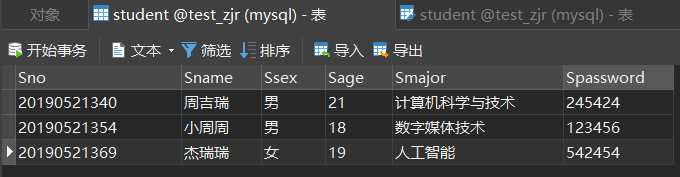 对象 student @test_zjr (mysql) - 表 student @test_zjr (mysql) - 表
开始事务 文本 筛选 排序 导入 导出
Sno Sname Ssex Sage Smajor Spassword
20190521340 周吉瑞 男 21 计算机科学与技术 245424
20190521354 小周周 男 18 数字媒体技术 123456
20190521369 杰瑞瑞 女 19 人工智能 542454